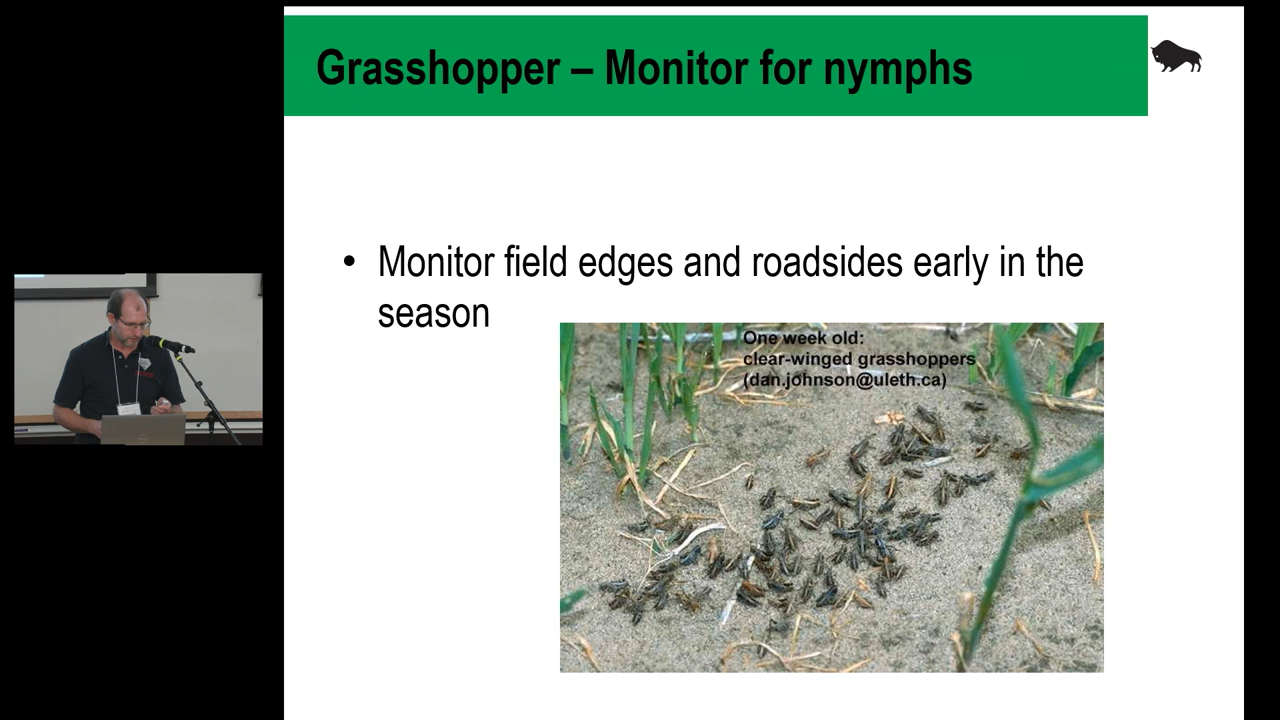 Grasshopper – Monitor for nymphs
• Monitor field edges and roadsides early in the
season
One week old:
clear-winged grasshoppers
(dan.johnson@uleth.ca)